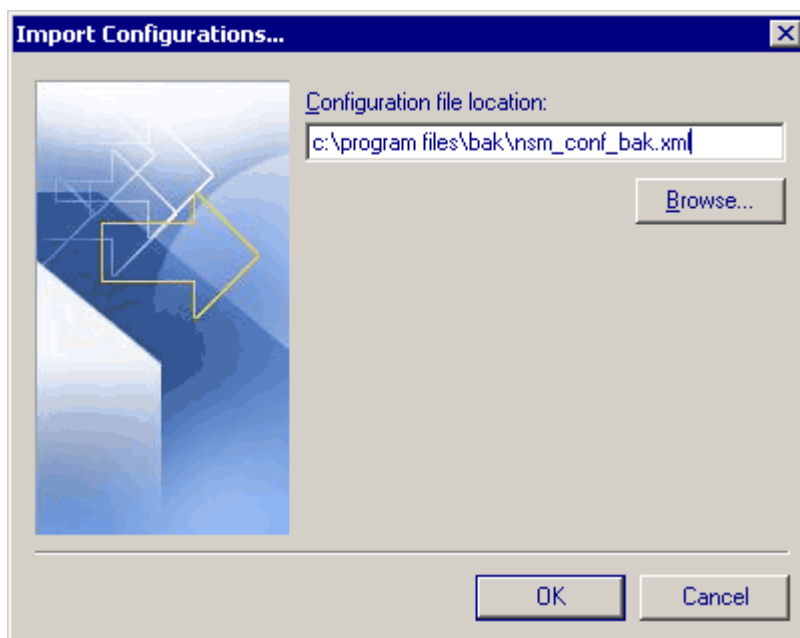 Import Configurations...
Configuration file location:
c:\program files\bak\nsm_conf_bak.xml
Browse...
OK
Cancel